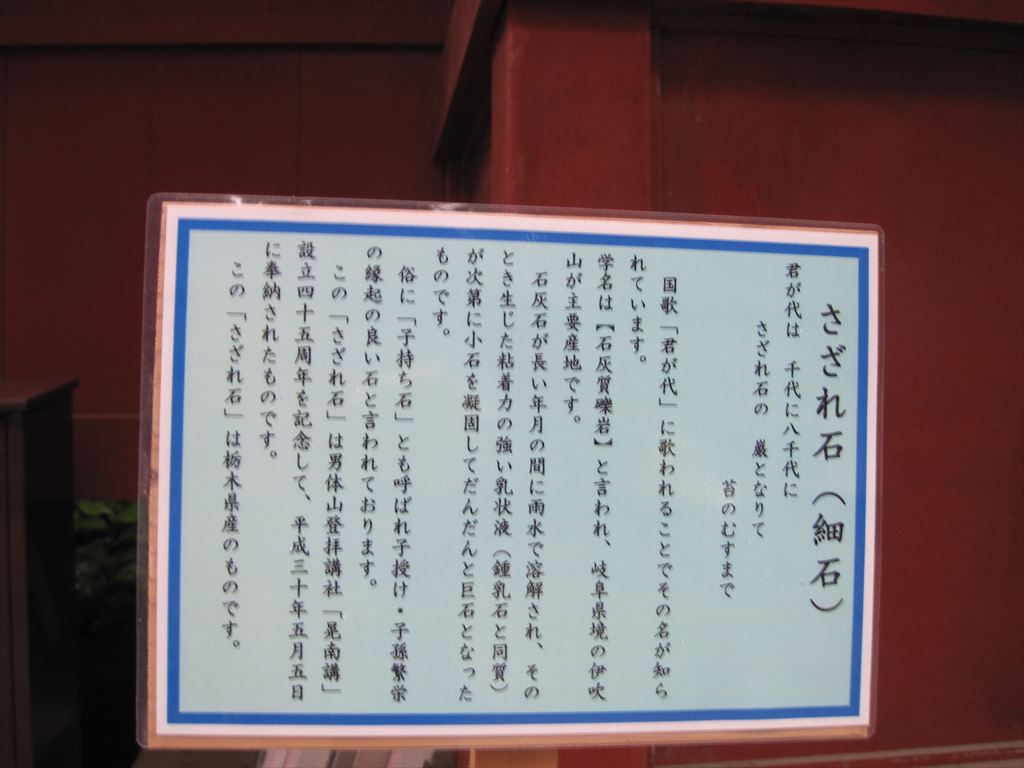 さざれ石（細石）
君が代は　千代に八千代に
さざれ石の　巌となりて
苔のむすまで
国歌「君が代」に歌われることでその名が知ら
れています。
学名は【石灰質礫岩】と言われ、岐阜県境の伊吹
山が主要産地です。
石灰石が長い年月の間に雨水で溶解され、その
とき生じた粘着力の強い乳状液（鍾乳石と同質）
が次第に小石を凝固してだんだんと巨石となった
ものです。
俗に「子持ち石」とも呼ばれ子授け・子孫繁栄
の縁起の良い石と言われております。
この「さざれ石」は男体山登拝講社「晃南講」
設立四十五周年を記念して、平成三十年五月五日
に奉納されたものです。
この「さざれ石」は栃木県産のものです。